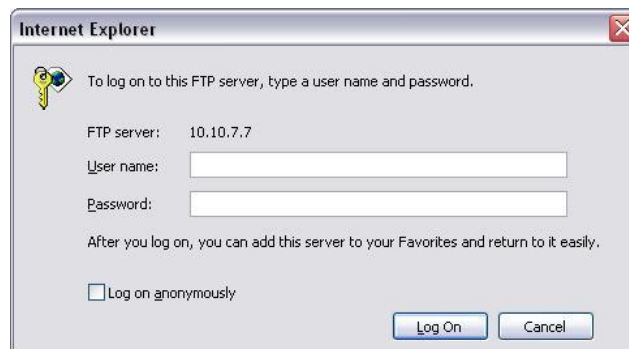 Internet Explorer
To log on to this FTP server, type a user name and password.
FTP server: 10.10.7.7
User name:
Password:
After you log on, you can add this server to your Favorites and return to it easily.
Log on anonymously
Log On Cancel